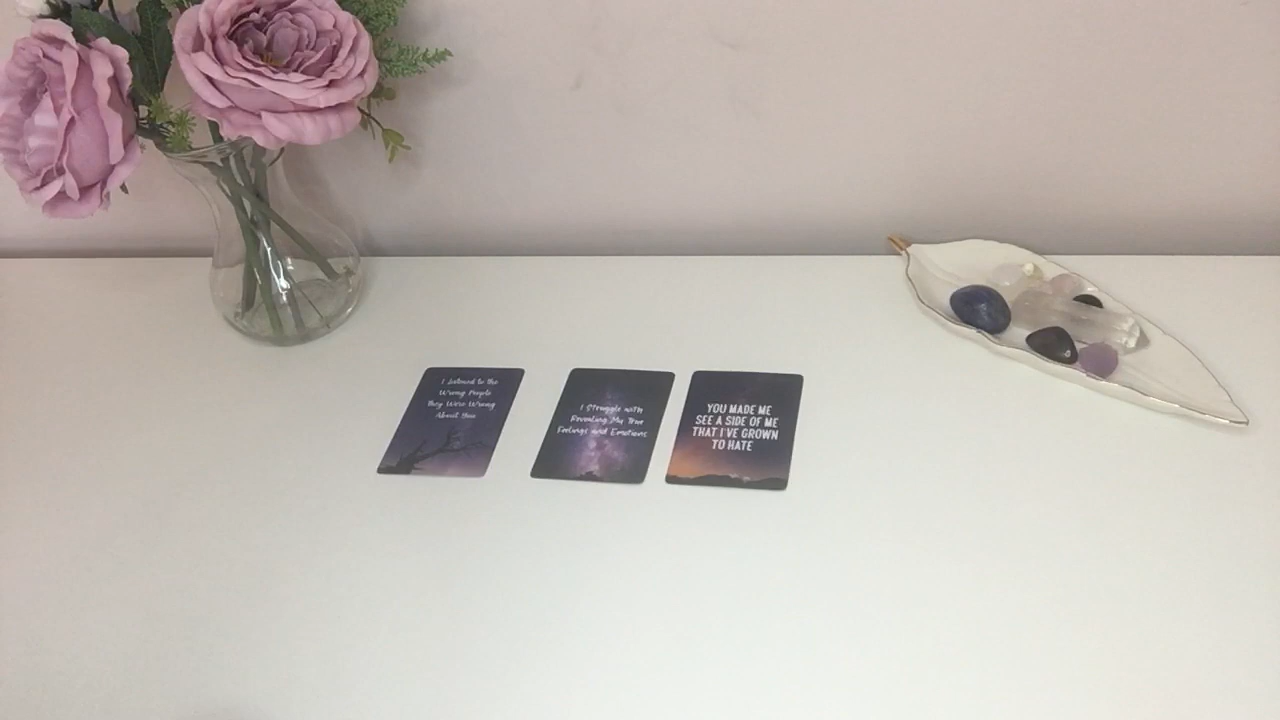 I Listened to the
Wrong People
They Were Wrong
About You
I Struggle with
Revealing My True
Feelings and Emotions
YOU MADE ME
SEE A SIDE OF ME
THAT I'VE GROWN
TO HATE